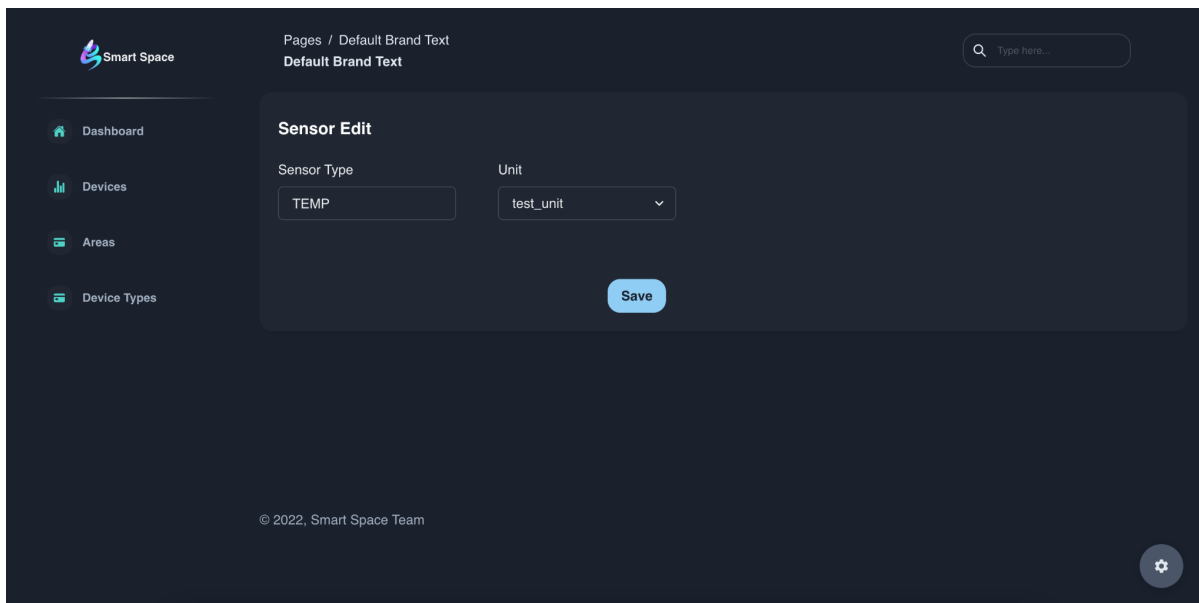 Smart Space
Pages / Default Brand Text
Default Brand Text
Type here...
Dashboard
Devices
Areas
Device Types
Sensor Edit
Sensor Type
Unit
TEMP
test_unit
Save
© 2022, Smart Space Team